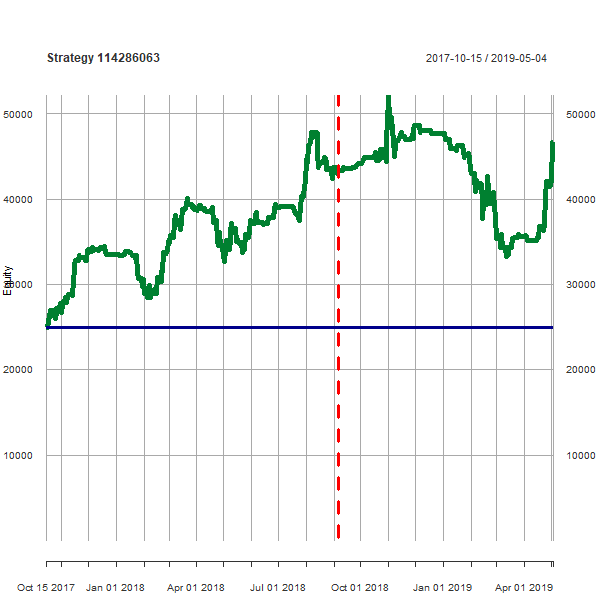 Strategy 114286063
2017-10-15 / 2019-05-04
50000 50000
40000 40000
30000 30000
20000 20000
10000 10000
Equity
Oct 15 2017 Jan 01 2018 Apr 01 2018 Jul 01 2018 Oct 01 2018 Jan 01 2019 Apr 01 2019